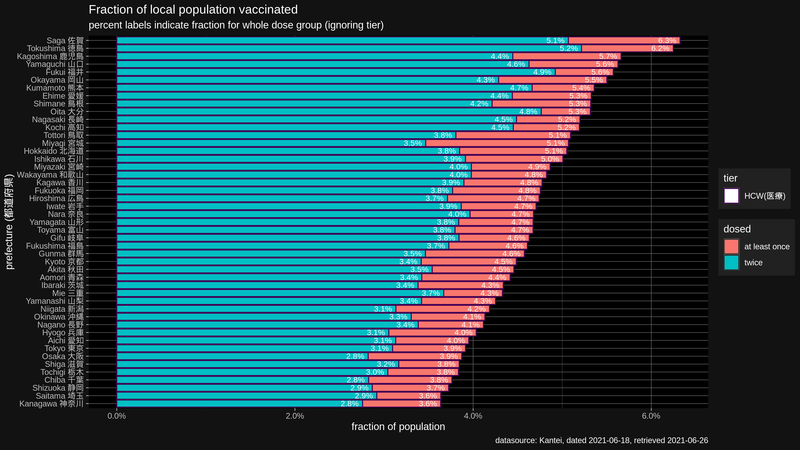 Fraction of local population vaccinated
percent labels indicate fraction for whole dose group (ignoring tier)
prefecture (都道府県)
Saga 佐賀 5.1% 6.3%
Tokushima 徳島 5.2% 6.2%
Kagoshima 鹿児島 4.4% 5.7%
Yamaguchi 山口 4.6% 5.6%
Fukui 福井 4.9% 5.6%
Okayama 岡山 4.3% 5.5%
Kumamoto 熊本 4.7% 5.4%
Ehime 愛媛 4.4% 5.3%
Shimane 島根 4.2% 5.3%
Oita 大分 4.8% 5.3%
Nagasaki 長崎 4.5% 5.2%
Kochi 高知 4.5% 5.2%
Tottori 鳥取 3.8% 5.1%
Miyagi 宮城 3.5% 5.1%
Hokkaido 北海道 3.8% 5.1%
Ishikawa 石川 3.9% 5.0%
Miyazaki 宮崎 4.0% 4.9%
Wakayama 和歌山 4.0% 4.8%
Kagawa 香川 3.9% 4.8%
Fukuoka 福岡 3.8% 4.8%
Hiroshima 広島 3.7% 4.7%
Iwate 岩手 3.9% 4.7%
Nara 奈良 4.0% 4.7%
Yamagata 山形 3.8% 4.7%
Toyama 富山 3.8% 4.7%
Gifu 岐阜 3.8% 4.6%
Fukushima 福島 3.7% 4.6%
Gunma 群馬 3.5% 4.6%
Kyoto 京都 3.4% 4.5%
Akita 秋田 3.5% 4.5%
Aomori 青森 3.4% 4.4%
Ibaraki 茨城 3.4% 4.3%
Mie 三重 3.7% 4.3%
Yamanashi 山梨 3.4% 4.3%
Niigata 新潟 3.1% 4.2%
Okinawa 沖縄 3.3% 4.1%
Nagano 長野 3.4% 4.1%
Hyogo 兵庫 3.1% 4.0%
Aichi 愛知 3.1% 4.0%
Tokyo 東京 3.1% 3.9%
Osaka 大阪 2.8% 3.9%
Shiga 滋賀 3.2% 3.8%
Tochigi 栃木 3.0% 3.8%
Chiba 千葉 2.8% 3.8%
Shizuoka 静岡 2.9% 3.7%
Saitama 埼玉 2.9% 3.6%
Kanagawa 神奈川 2.8% 3.6%
0.0% 2.0% 4.0% 6.0%
fraction of population
tier
HCW(医療)
dosed
at least once
twice
datasource: Kantei, dated 2021-06-18, retrieved 2021-06-26